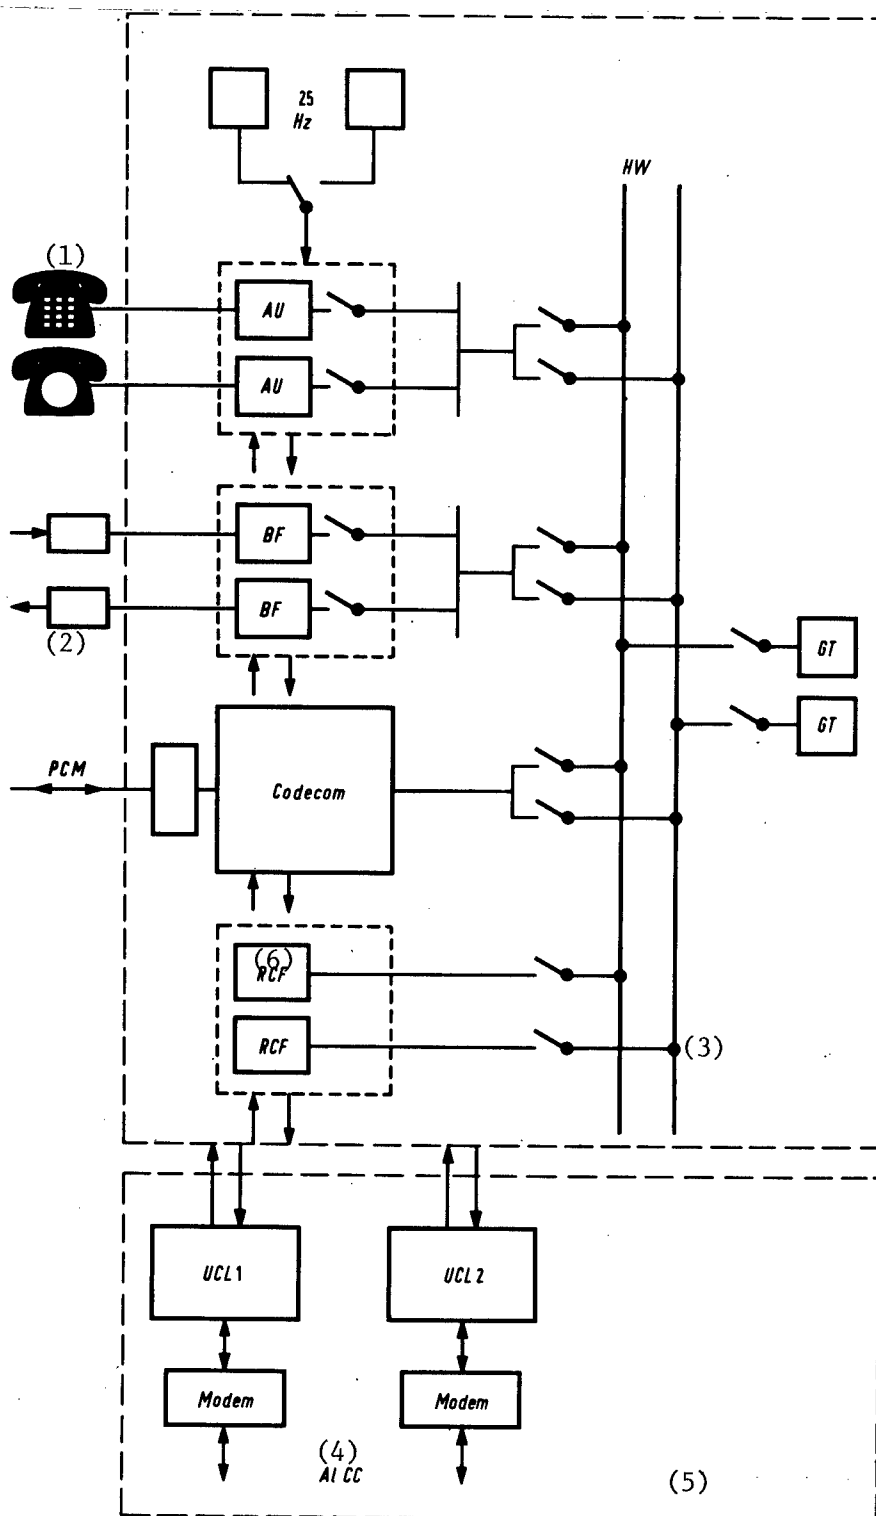 25
Hz
HW
(1)
AU
AU
BF
BF
(2)
GT
GT
PCM
Codecom
(6)
RCF
RCF
(3)
UCL1
UCL2
Modem
Modem
(4)
Al CC
(5)